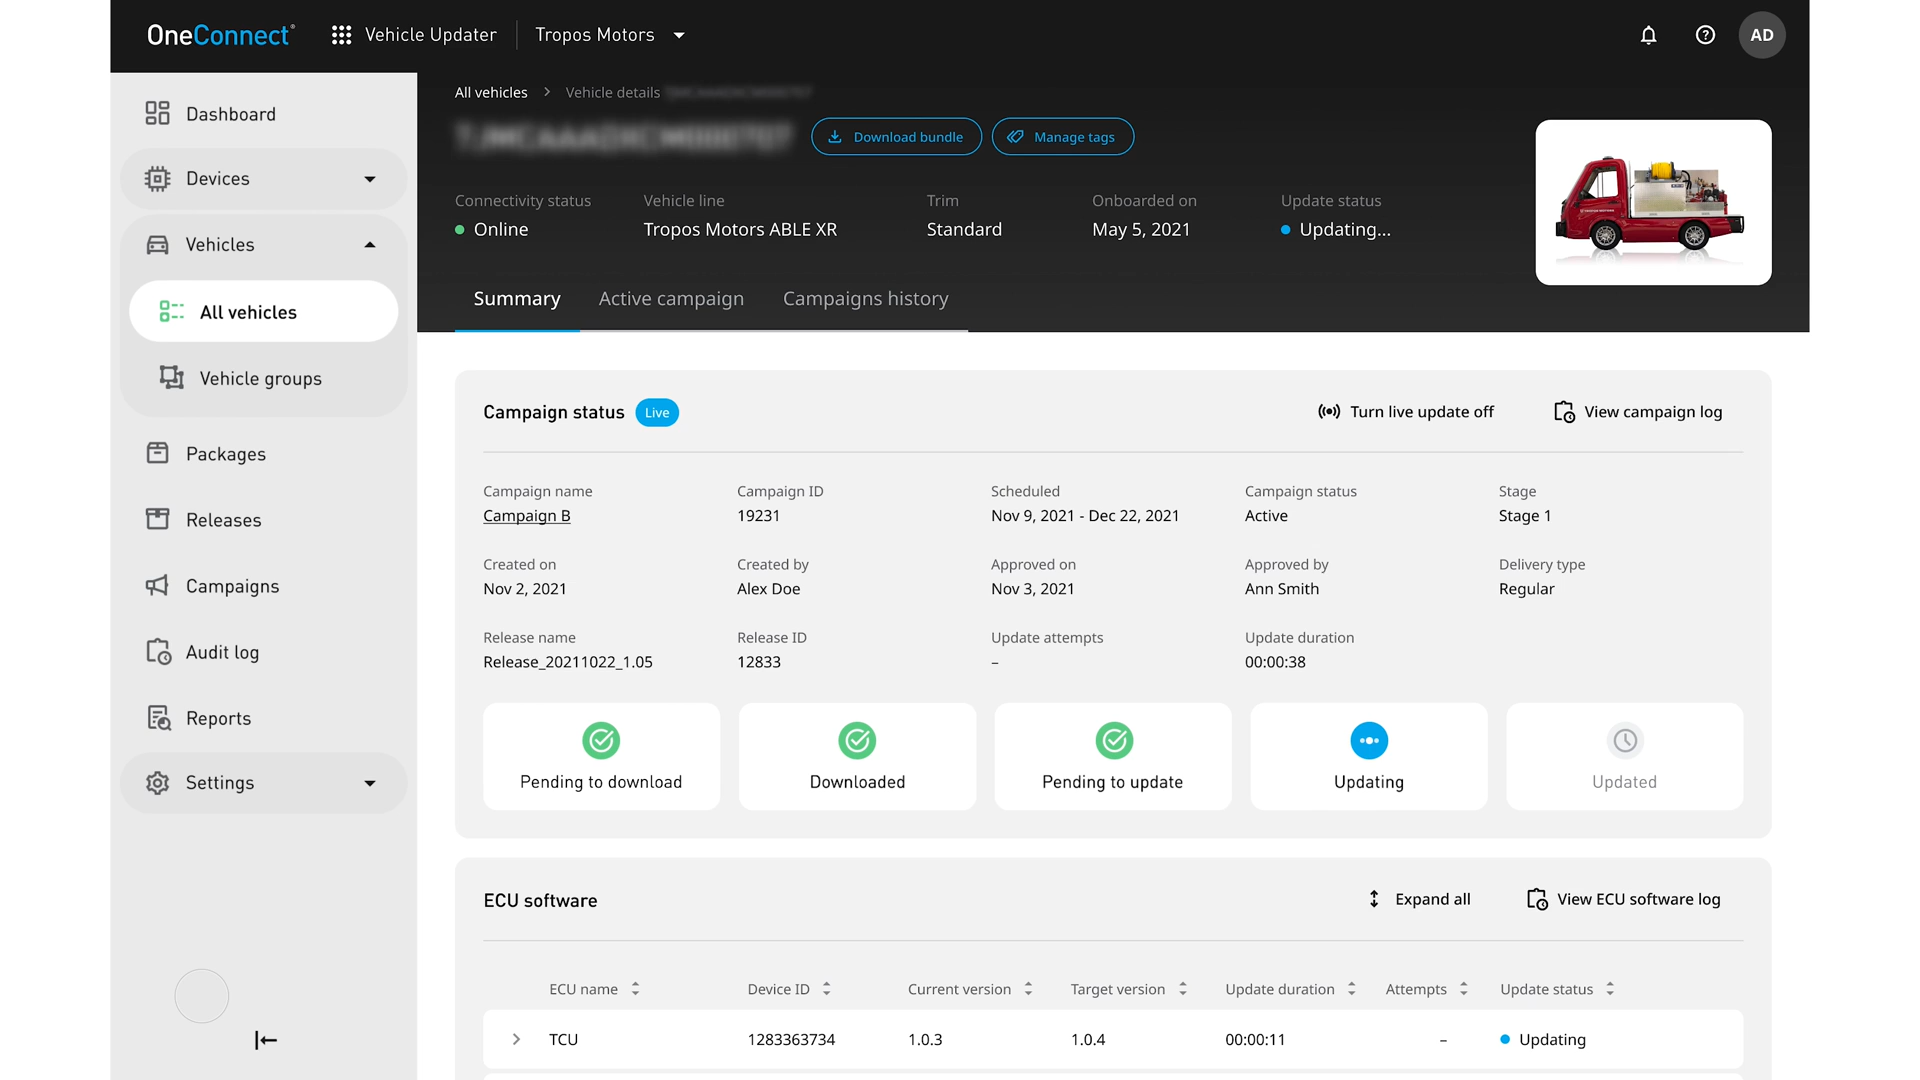 OneConnect® Vehicle Updater Tropos Motors AD
Dashboard
Devices
Vehicles
All vehicles
Vehicle groups
Packages
Releases
Campaigns
Audit log
Reports
Settings
All vehicles > Vehicle details
Download bundle Manage tags
Connectivity status Vehicle line Trim Onboarded on Update status
Online Tropos Motors ABLE XR Standard May 5, 2021 Updating...
Summary Active campaign Campaigns history
Campaign status Live Turn live update off View campaign log
Campaign name Campaign ID Scheduled Campaign status Stage
Campaign B 19231 Nov 9, 2021 - Dec 22, 2021 Active Stage 1
Created on Created by Approved on Approved by Delivery type
Nov 2, 2021 Alex Doe Nov 3, 2021 Ann Smith Regular
Release name Release ID Update attempts Update duration
Release_20211022_1.05 12833 – 00:00:38
Pending to download Downloaded Pending to update Updating Updated
ECU software Expand all View ECU software log
ECU name Device ID Current version Target version Update duration Attempts Update status
TCU 1283363734 1.0.3 1.0.4 00:00:11 – Updating